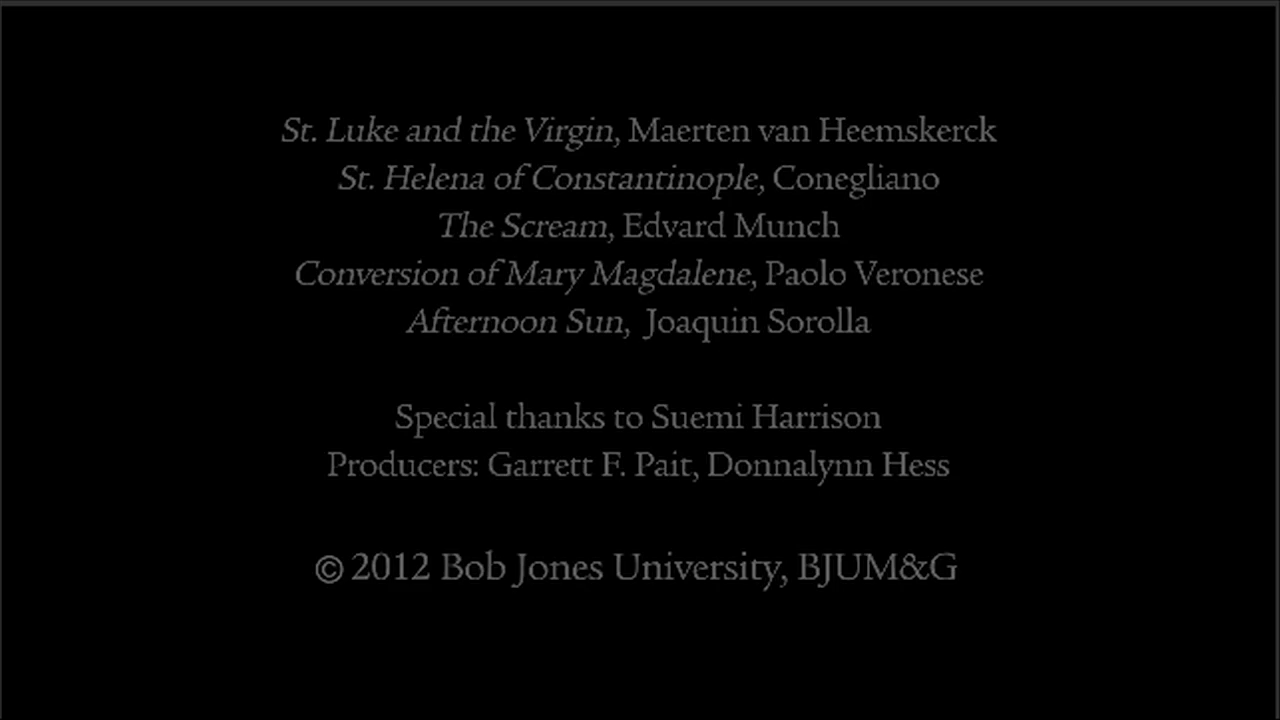 St. Luke and the Virgin, Maerten van Heemskerck
St. Helena of Constantinople, Conegliano
The Scream, Edvard Munch
Conversion of Mary Magdalene, Paolo Veronese
Afternoon Sun, Joaquin Sorolla
Special thanks to Suemi Harrison
Producers: Garrett F. Pait, Donnalynn Hess
© 2012 Bob Jones University, BJUM&G